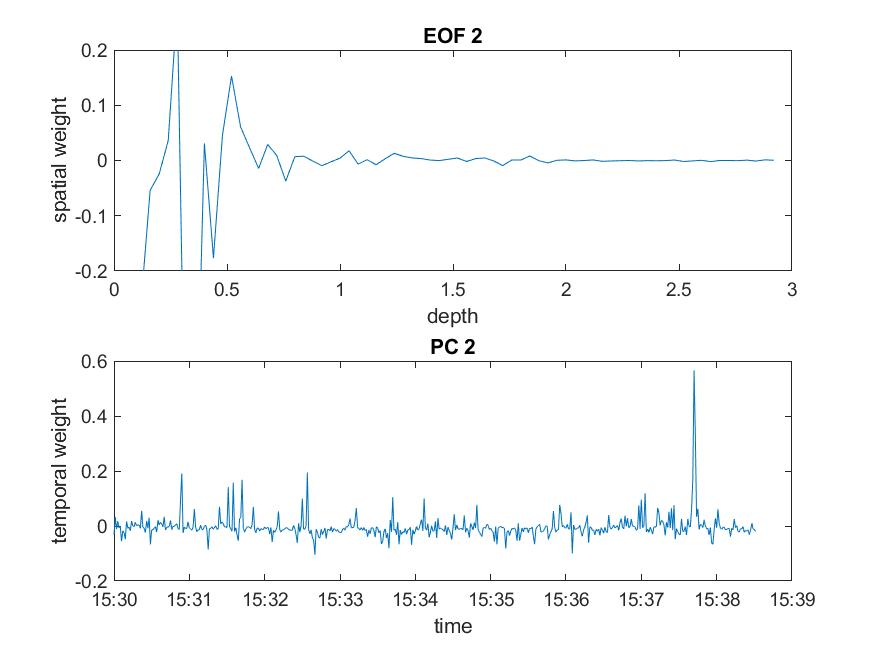 EOF 2
0.2
0.1
0
-0.1
-0.2
spatial weight
0 0.5 1 1.5 2 2.5 3
depth
PC 2
0.6
0.4
0.2
0
-0.2
temporal weight
15:30 15:31 15:32 15:33 15:34 15:35 15:36 15:37 15:38 15:39
time